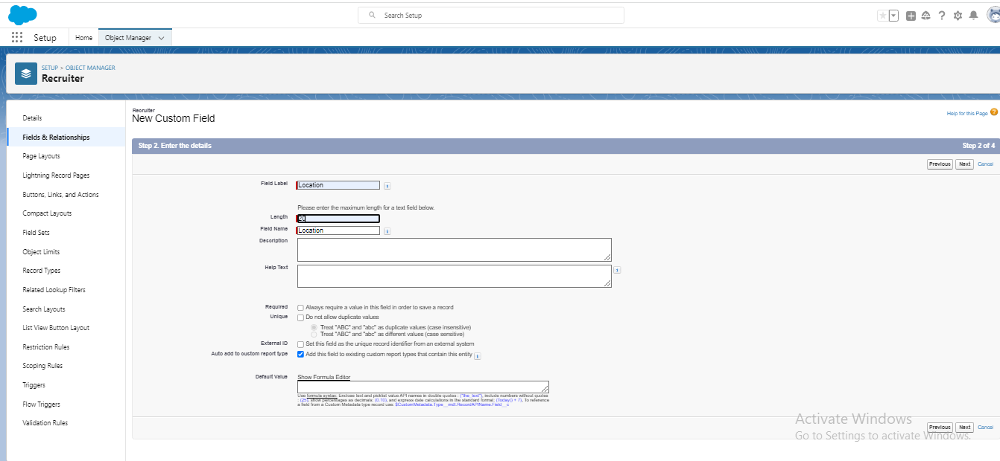 Search Setup
Setup
Home
Object Manager
SETUP > OBJECT MANAGER
Recruiter
Details
Fields & Relationships
Page Layouts
Lightning Record Pages
Buttons, Links, and Actions
Compact Layouts
Field Sets
Object Limits
Record Types
Related Lookup Filters
Search Layouts
List View Button Layout
Restriction Rules
Scoping Rules
Triggers
Flow Triggers
Validation Rules
Recruiter
New Custom Field
Help for this Page
Step 2. Enter the details
Step 2 of 4
Previous Next Cancel
Field Label Location
Please enter the maximum length for a text field below.
Length 20
Field Name Location
Description
Help Text
Required Always require a value in this field in order to save a record
Unique Do not allow duplicate values
Treat "ABC" and "abc" as duplicate values (case insensitive)
Treat "ABC" and "abc" as different values (case sensitive)
External ID Set this field as the unique record identifier from an external system
Auto add to custom report type Add this field to existing custom report types that contain this entity
Default Value Show Formula Editor
Use formula syntax: Enclose text and picklist value API names in double quotes : ("the_text"), include numbers without quotes
: (25), show percentages as decimals: (0.10), and express date calculations in the standard format: (Today() + 7), To reference
a field from a Custom Metadata type record use: $CustomMetadata.Type__mdt.RecordAPIName.Field__c
Previous Next Cancel
Activate Windows
Go to Settings to activate Windows.